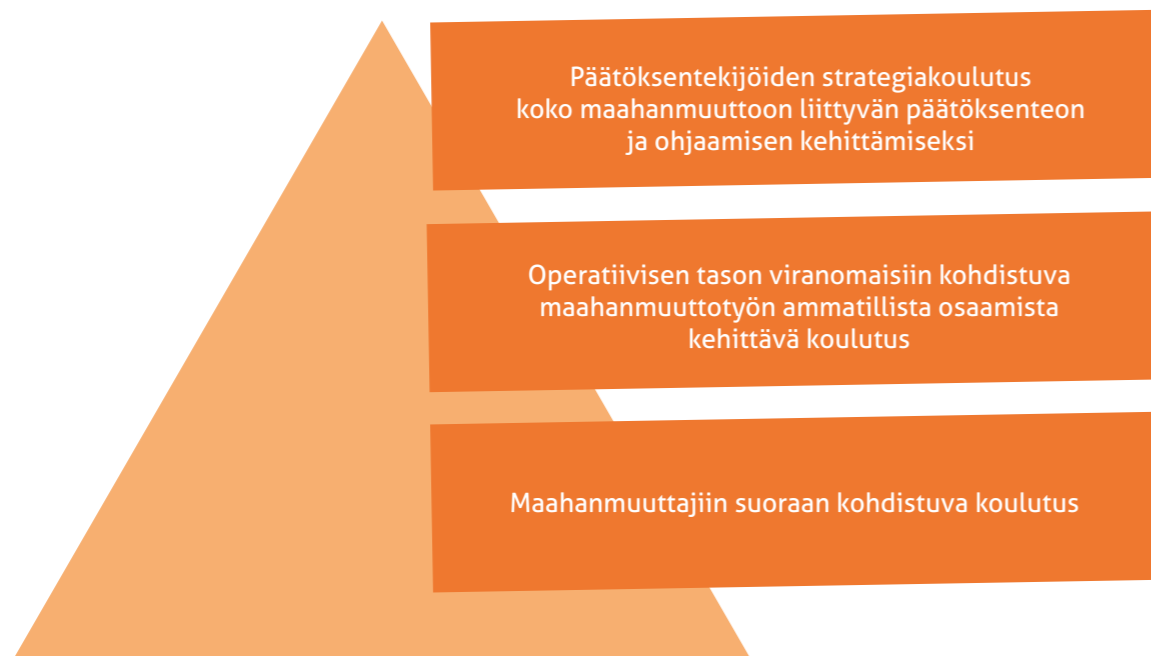 Päätöksentekijöiden strategiakoulutus
koko maahanmuuttoon liittyvän päätöksenteon
ja ohjaamisen kehittämiseksi
Operatiivisen tason viranomaisiin kohdistuva
maahanmuuttotyön ammatillista osaamista
kehittävä koulutus
Maahanmuuttajiin suoraan kohdistuva koulutus